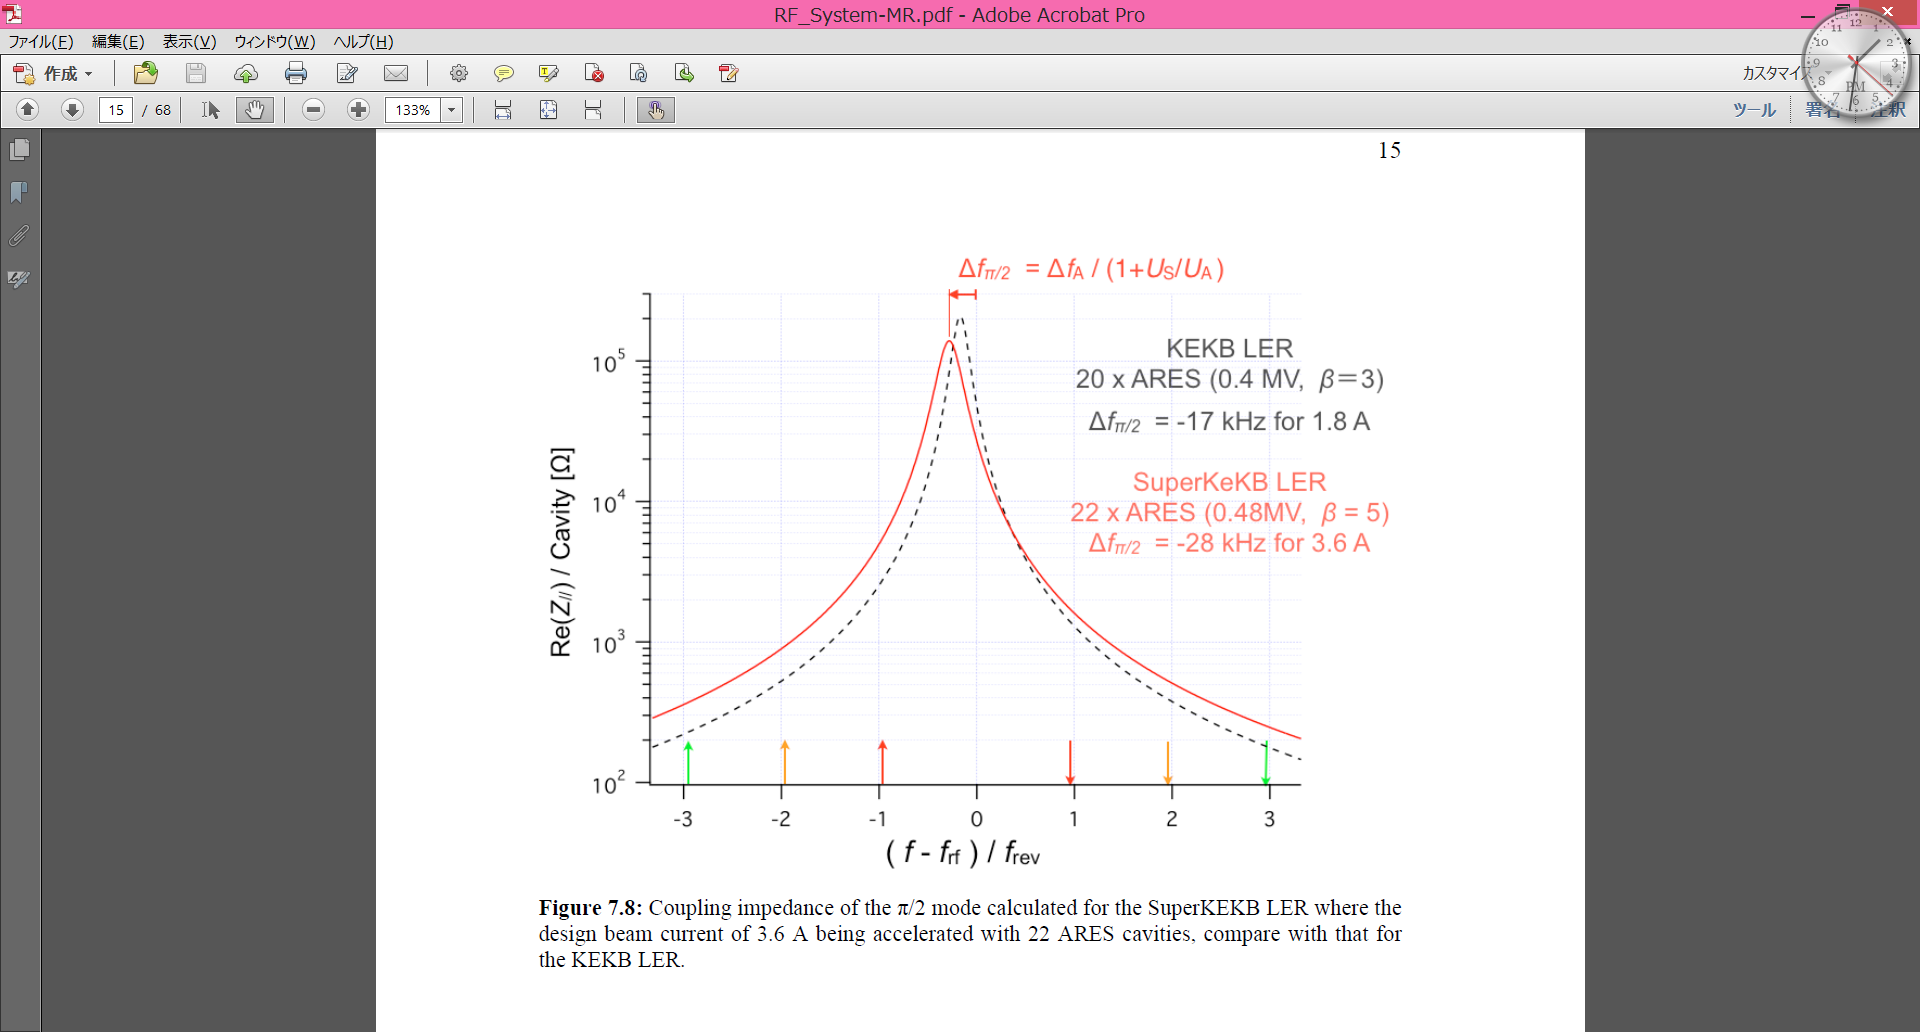 RF_System-MR.pdf - Adobe Acrobat Pro
ファイル(F) 編集(E) 表示(V) ウィンドウ(W) ヘルプ(H)
作成
カスタマイ
15 / 68
133%
ツール
15
Δfπ/2 = ΔfA / (1+US/UA )
KEKB LER
20 x ARES (0.4 MV, β=3)
Δfπ/2 = -17 kHz for 1.8 A
SuperKeKB LER
22 x ARES (0.48MV, β = 5)
Δfπ/2 = -28 kHz for 3.6 A
Re(Z//) / Cavity [Ω]
10^5
10^4
10^3
10^2
-3 -2 -1 0 1 2 3
( f - frf ) / frev
Figure 7.8: Coupling impedance of the π/2 mode calculated for the SuperKEKB LER where the
design beam current of 3.6 A being accelerated with 22 ARES cavities, compare with that for
the KEKB LER.